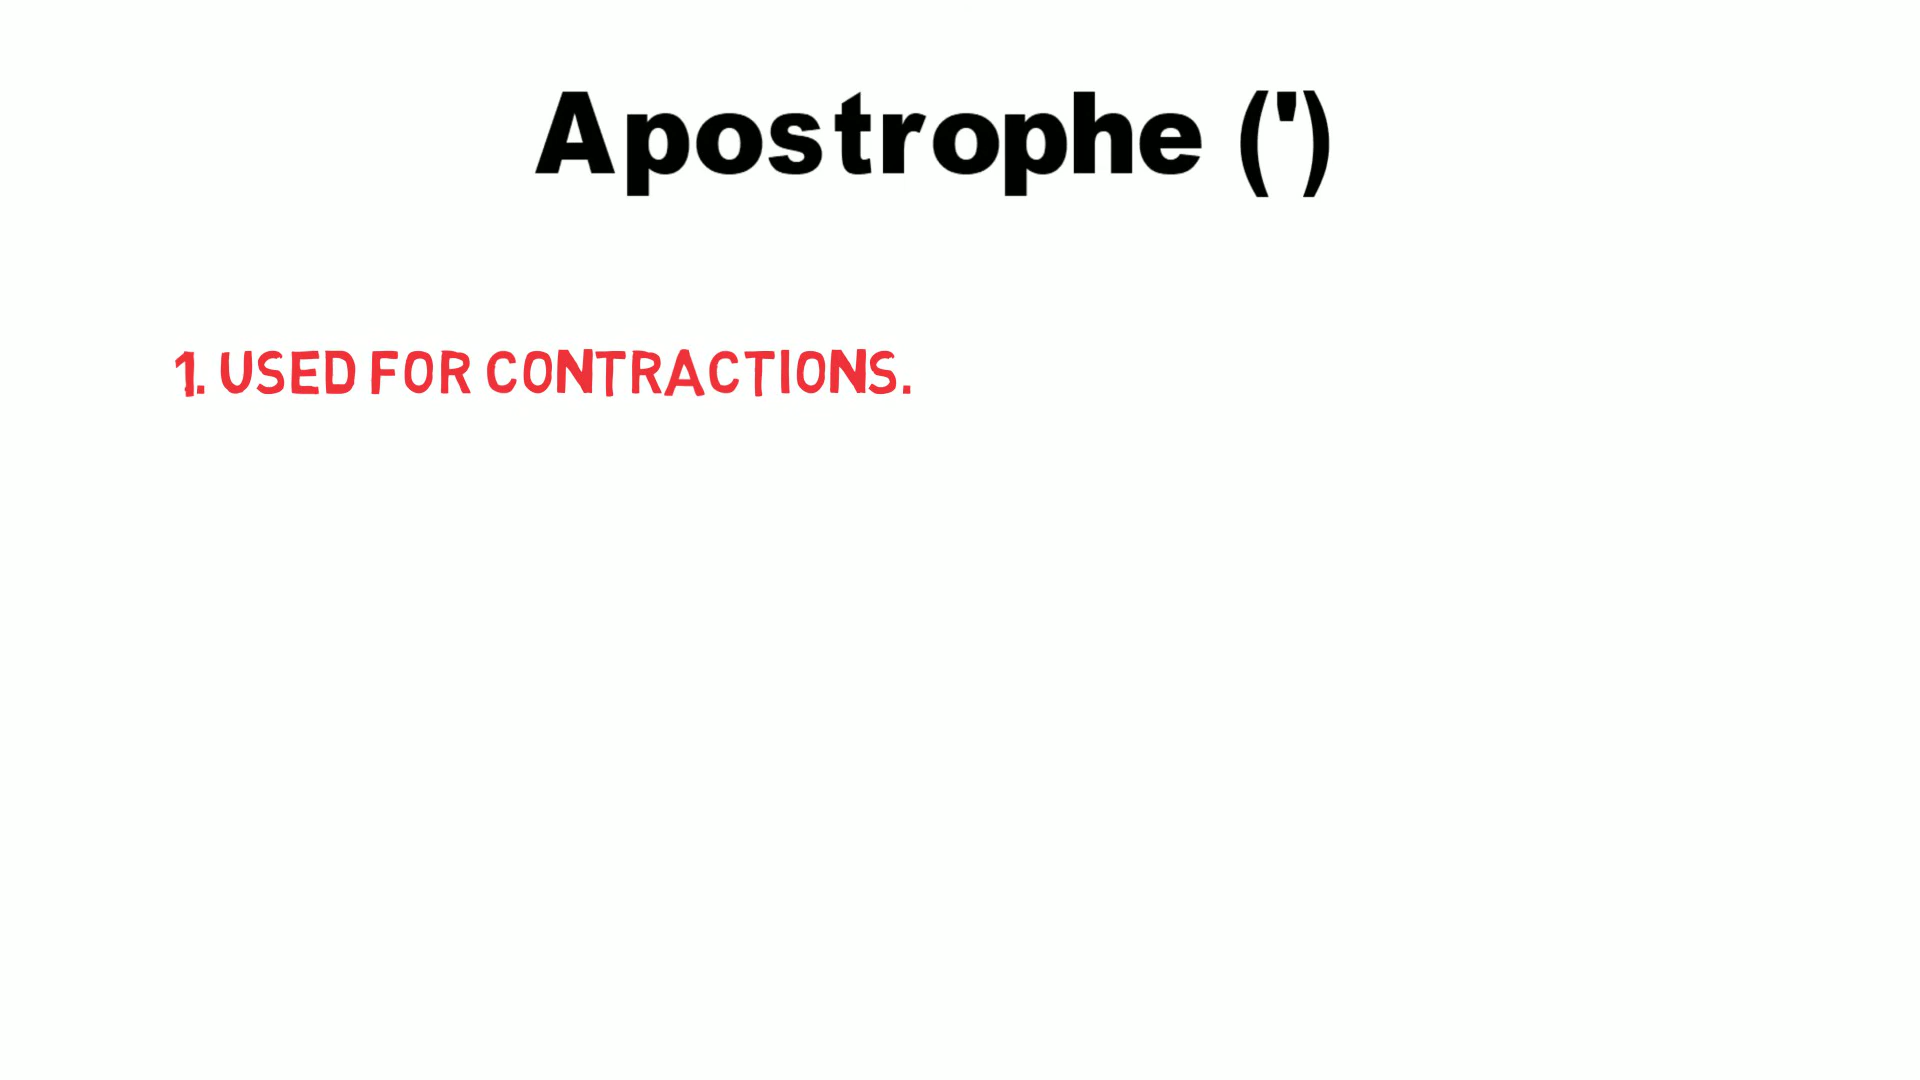 Apostrophe (')
1. USED FOR CONTRACTIONS.